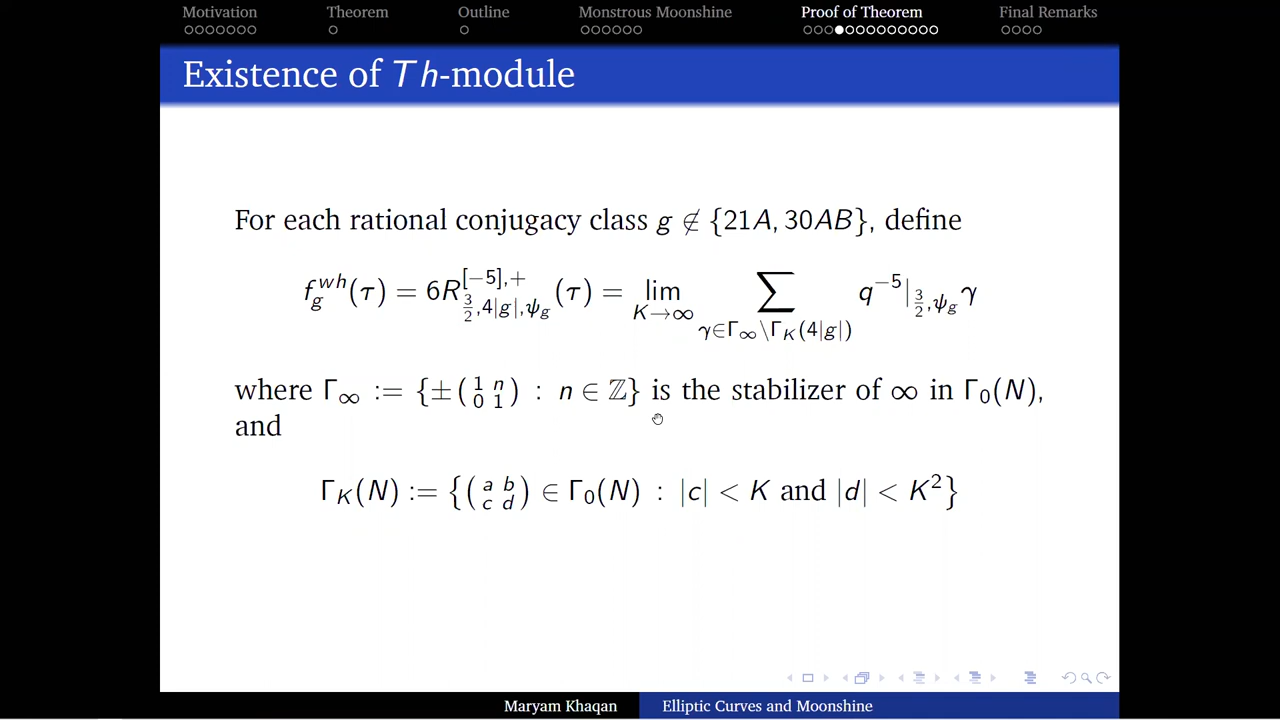 Motivation Theorem Outline Monstrous Moonshine Proof of Theorem Final Remarks
Existence of Th-module
For each rational conjugacy class g ∉ {21A, 30AB}, define
f_g^{wh}(τ) = 6R^{[−5],+}_{3/2,4|g|,ψ_g}(τ) = lim_{K→∞} ∑_{γ∈Γ_∞\Γ_K(4|g|)} q^{−5}|_{3/2,ψ_g} γ
where Γ_∞ := {±(1 n; 0 1) : n ∈ ℤ} is the stabilizer of ∞ in Γ_0(N),
and
Γ_K(N) := {(a b; c d) ∈ Γ_0(N) : |c| < K and |d| < K^2}
Maryam Khaqan Elliptic Curves and Moonshine